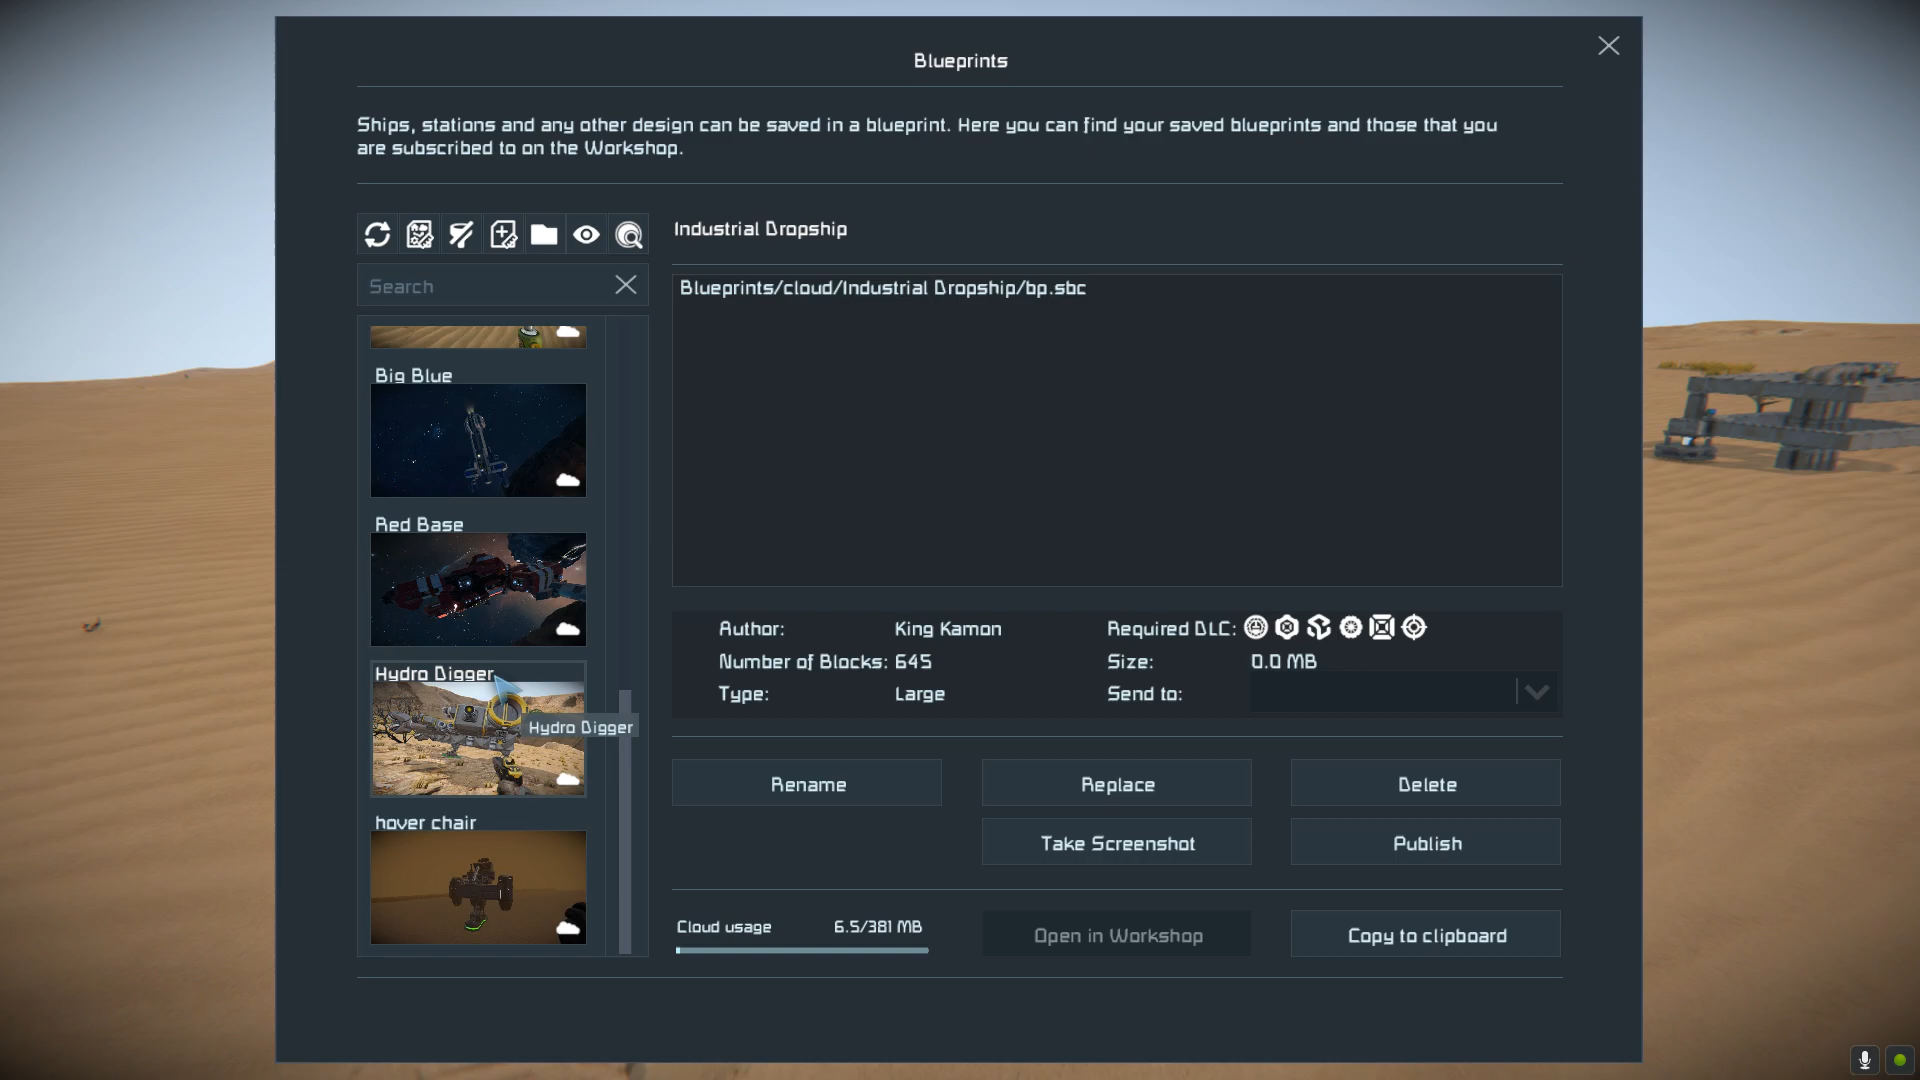 Blueprints
Ships, stations and any other design can be saved in a blueprint. Here you can find your saved blueprints and those that you
are subscribed to on the Workshop.
Search
Big Blue
Red Base
Hydro Digger
Hydro Digger
hover chair
Industrial Dropship
Blueprints/cloud/Industrial Dropship/bp.sbc
Author: King Kamon
Number of Blocks: 645
Type: Large
Required DLC:
Size: 0.0 MB
Send to:
Rename
Replace
Delete
Take Screenshot
Publish
Cloud usage 6.5/381 MB
Open in Workshop
Copy to clipboard